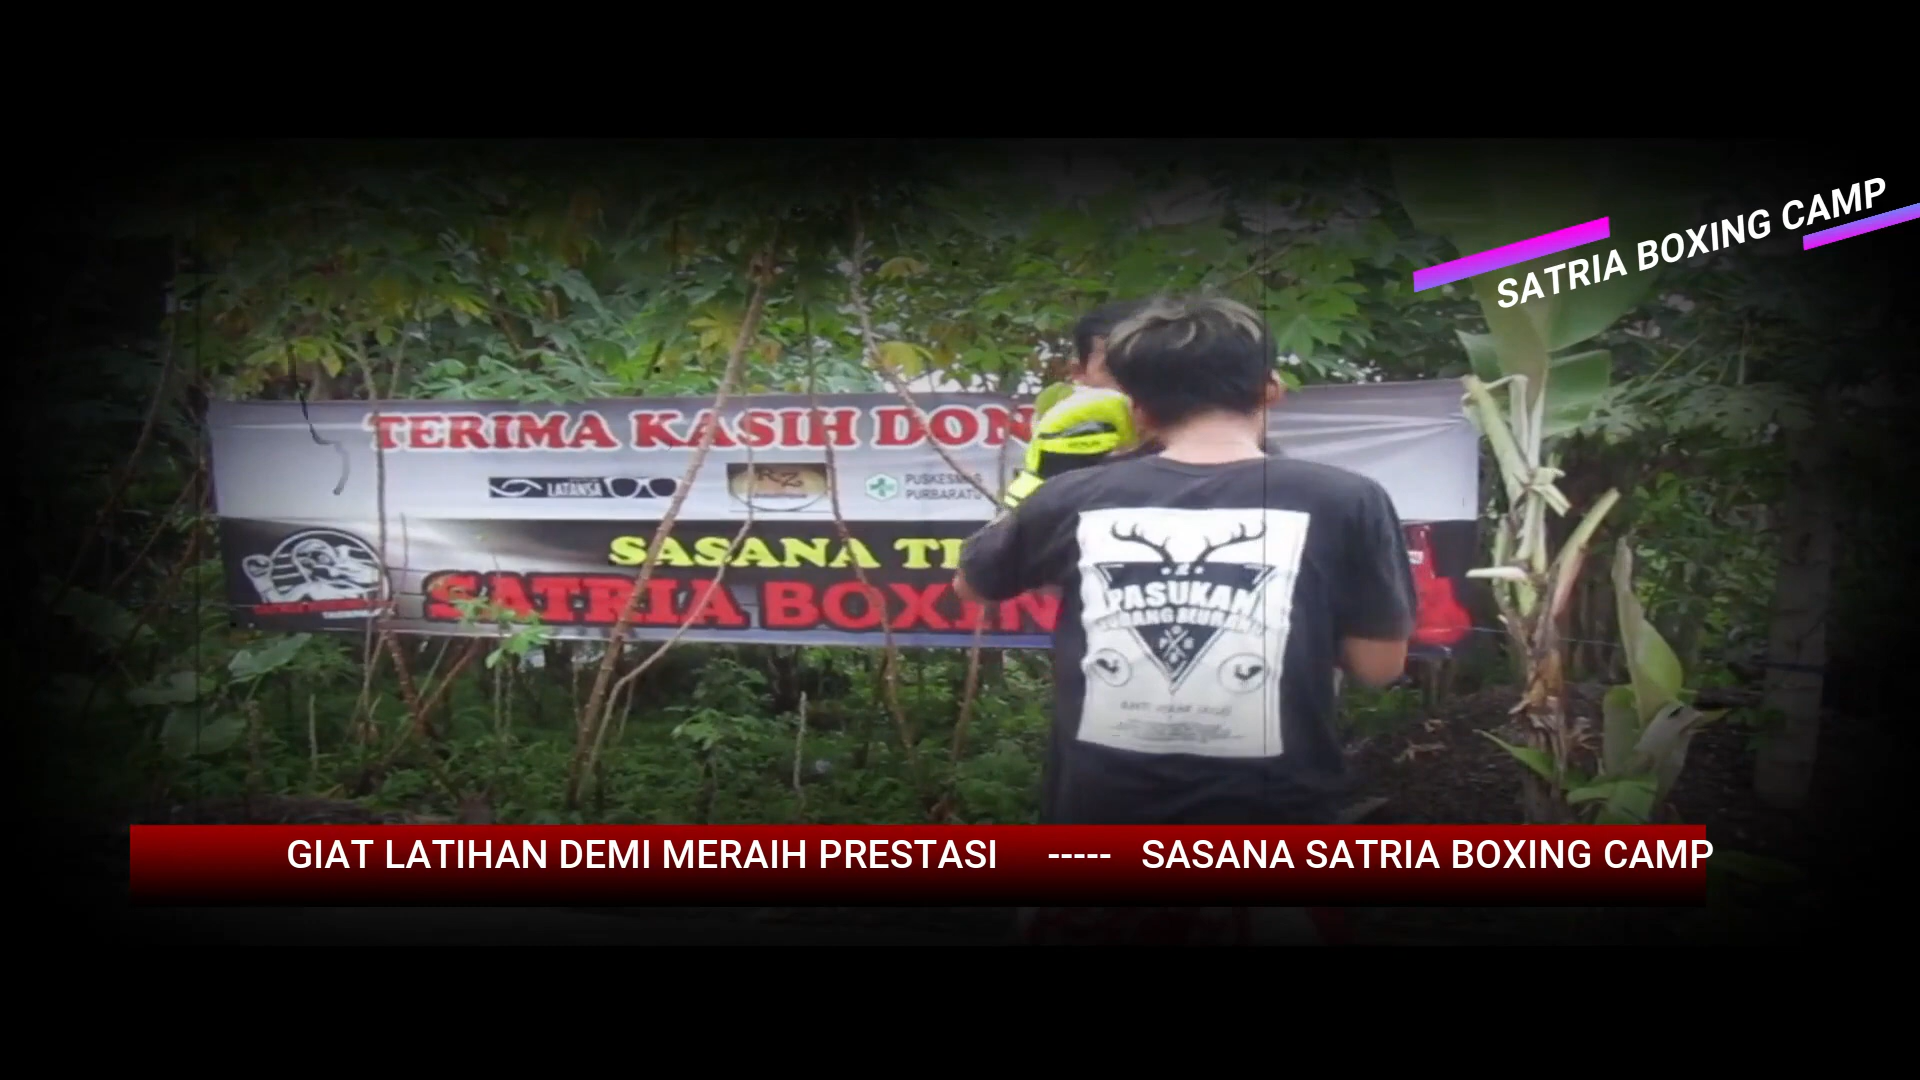 SATRIA BOXING CAMP
TERIMA KASIH DON
LATANSA
RZ
PUSKESMAS
PURBARATU
SASANA TI
SATRIA BOXIN
PASUKAN
GIAT LATIHAN DEMI MERAIH PRESTASI ----- SASANA SATRIA BOXING CAMP